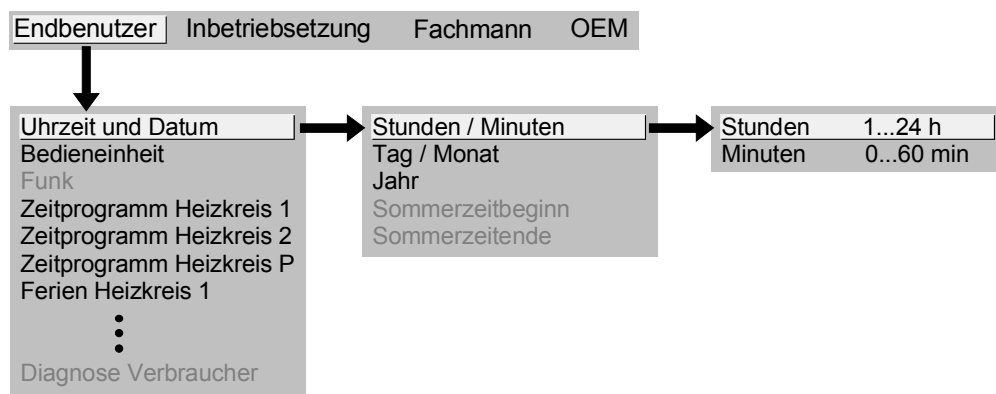 Endbenutzer Inbetriebsetzung Fachmann OEM
Uhrzeit und Datum
Bedieneinheit
Funk
Zeitprogramm Heizkreis 1
Zeitprogramm Heizkreis 2
Zeitprogramm Heizkreis P
Ferien Heizkreis 1
Diagnose Verbraucher
Stunden / Minuten
Tag / Monat
Jahr
Sommerzeitbeginn
Sommerzeitende
Stunden 1...24 h
Minuten 0...60 min